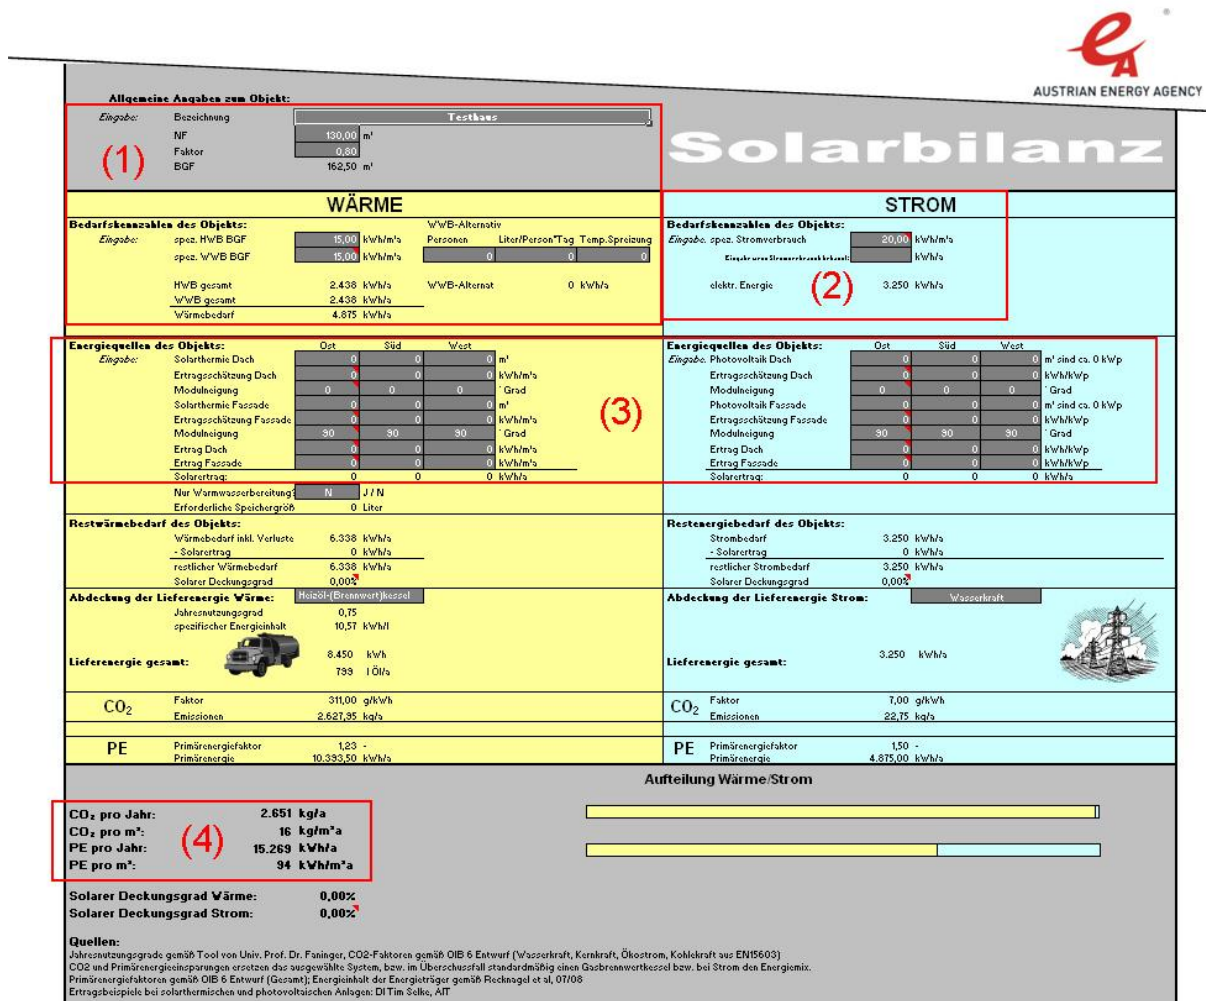 AUSTRIAN ENERGY AGENCY
Allgemeine Angaben zum Objekt:
Eingabe: Bezeichnung Testhaus
NF 130,00 m²
Faktor 0,80
BGF 162,50 m²
(1)
Solarbilanz
WÄRME
Bedarfskennzahlen des Objekts: WWB-Alternativ
Eingabe: spez. HWB BGF 15,00 kWh/m²a Personen Liter/Person*Tag Temp.Spreizung
spez. WWB BGF 15,00 kWh/m²a 0 0 0
HWB gesamt 2.438 kWh/a WWB-Alternat 0 kWh/a
WWB gesamt 2.438 kWh/a
Wärmebedarf 4.875 kWh/a
STROM
Bedarfskennzahlen des Objekts:
Eingabe: spez. Stromverbrauch 20,00 kWh/m²a
Eingabe wenn Stromverbrauch bekannt: kWh/a
elektr. Energie 3.250 kWh/a
(2)
Energiequellen des Objekts: Ost Süd West
Eingabe: Solarthermie Dach 0 0 0 m²
Ertragsschätzung Dach 0 0 0 kWh/m²a
Modulneigung 0 0 0 ° Grad
Solarthermie Fassade 0 0 0 m²
Ertragsschätzung Fassade 0 0 0 kWh/m²a
Modulneigung 90 90 90 ° Grad
Ertrag Dach 0 0 0 kWh/m²a
Ertrag Fassade 0 0 0 kWh/m²a
Solarertrag: 0 0 0 kWh/a
Nur Warmwasserbereitung? N J / N
Erforderliche Speichergröß 0 Liter
(3)
Energiequellen des Objekts: Ost Süd West
Eingabe: Photovoltaik Dach 0 0 0 m² sind ca. 0 kWp
Ertragsschätzung Dach 0 0 0 kWh/kWp
Modulneigung 0 0 0 ° Grad
Photovoltaik Fassade 0 0 0 m² sind ca. 0 kWp
Ertragsschätzung Fassade 0 0 0 kWh/kWp
Modulneigung 90 90 90 ° Grad
Ertrag Dach 0 0 0 kWh/kWp
Ertrag Fassade 0 0 0 kWh/kWp
Solarertrag: 0 0 0 kWh/a
Restwärmebedarf des Objekts:
Wärmebedarf inkl. Verluste 6.338 kWh/a
- Solarertrag 0 kWh/a
restlicher Wärmebedarf 6.338 kWh/a
Solarer Deckungsgrad 0,00%
Restenergiebedarf des Objekts:
Strombedarf 3.250 kWh/a
- Solarertrag 0 kWh/a
restlicher Strombedarf 3.250 kWh/a
Solarer Deckungsgrad 0,00%
Abdeckung der Lieferenergie Wärme: Heizöl-(Brennwert)kessel
Jahresnutzungsgrad 0,75
spezifischer Energieinhalt 10,57 kWh/l
Lieferenergie gesamt: 8.450 kWh
799 l Öl/a
Abdeckung der Lieferenergie Strom: Wasserkraft
Lieferenergie gesamt: 3.250 kWh/a
CO₂ Faktor 311,00 g/kWh
Emissionen 2.627,95 kg/a
CO₂ Faktor 7,00 g/kWh
Emissionen 22,75 kg/a
PE Primärenergiefaktor 1,23 -
Primärenergie 10.393,50 kWh/a
PE Primärenergiefaktor 1,50 -
Primärenergie 4.875,00 kWh/a
Aufteilung Wärme/Strom
CO₂ pro Jahr: 2.651 kg/a
CO₂ pro m²: 16 kg/m²a
PE pro Jahr: 15.269 kWh/a
PE pro m²: 94 kWh/m²a
(4)
Solarer Deckungsgrad Wärme: 0,00%
Solarer Deckungsgrad Strom: 0,00%
Quellen:
Jahresnutzungsgrade gemäß Tool von Univ. Prof. Dr. Faninger, CO2-Faktoren gemäß OIB 6 Entwurf (Wasserkraft, Kernkraft, Ökostrom, Kohlekraft aus EN15603)
CO2 und Primärenergieeinsparungen ersetzen das ausgewählte System, bzw. im Überschussfall standardmäßig einen Gasbrennwertkessel bzw. bei Strom den Energiemix.
Primärenergiefaktoren gemäß OIB 6 Entwurf (Gesamt); Energieinhalt der Energieträger gemäß Recknagel et al, 07/08
Ertragsbeispiele bei solarthermischen und photovoltaischen Anlagen: DI Tim Selke, AIT